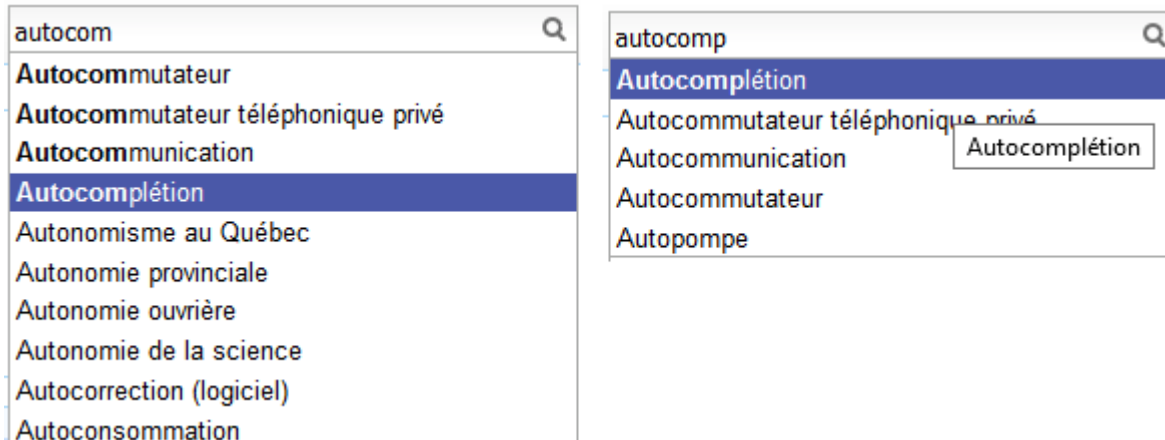 autocom
Autocommutateur
Autocommutateur téléphonique privé
Autocommunication
Autocomplétion
Autonomisme au Québec
Autonomie provinciale
Autonomie ouvrière
Autonomie de la science
Autocorrection (logiciel)
Autoconsommation
autocomp
Autocomplétion
Autocommutateur téléphonique privé
Autocomplétion
Autocommunication
Autocommutateur
Autopompe